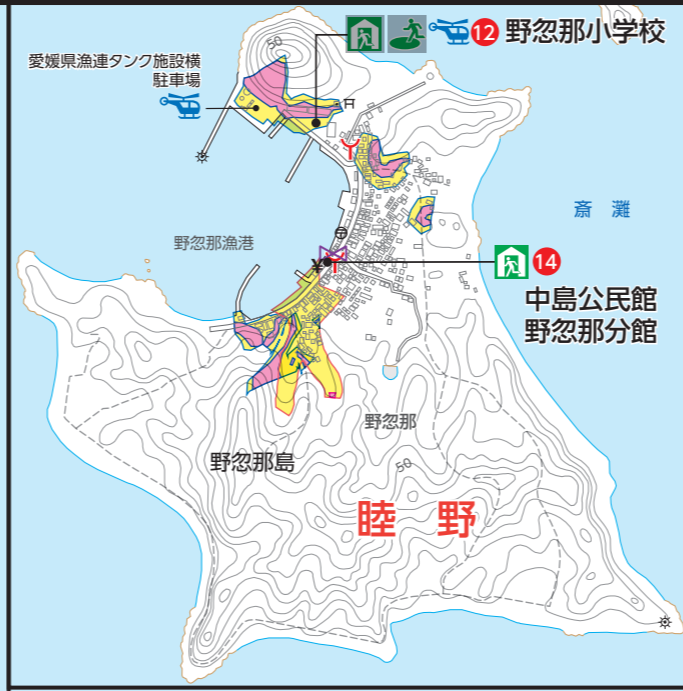 12 野忽那小学校
愛媛県漁連タンク施設横
駐車場
50
斎 灘
野忽那漁港
14
中島公民館
野忽那分館
野忽那
野忽那島
50
睦 野